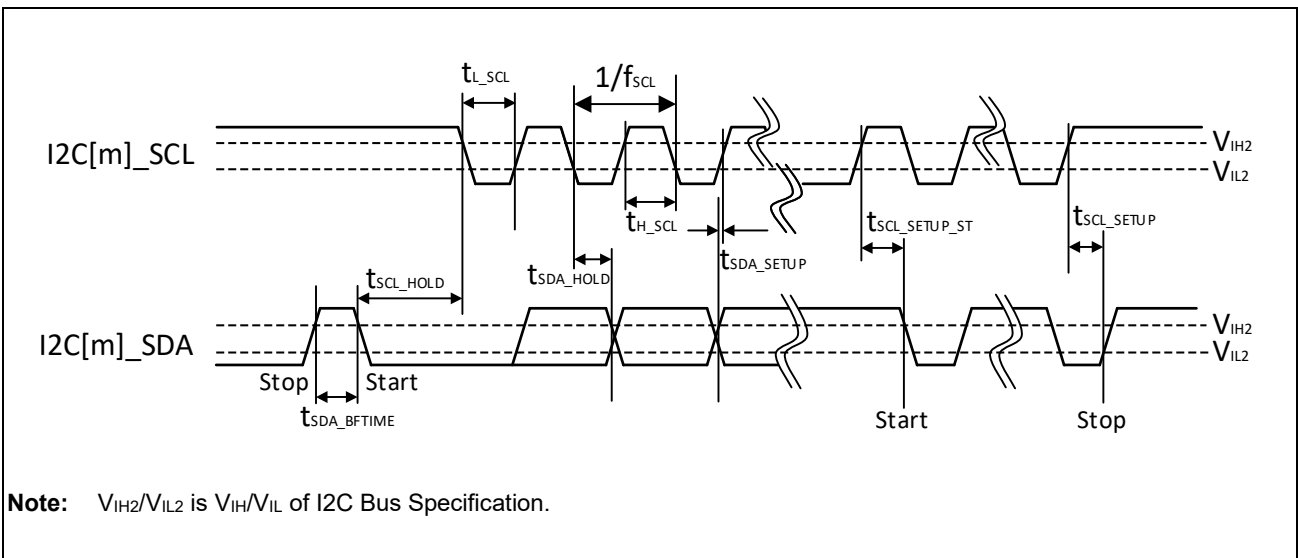 tL_SCL
1/fSCL
I2C[m]_SCL
VIH2
VIL2
tH_SCL
tSCL_SETUP_ST
tSCL_SETUP
tSCL_HOLD
tSDA_HOLD
tSDA_SETUP
I2C[m]_SDA
VIH2
VIL2
Stop
Start
tSDA_BFTIME
Start
Stop
Note: VIH2/VIL2 is VIH/VIL of I2C Bus Specification.